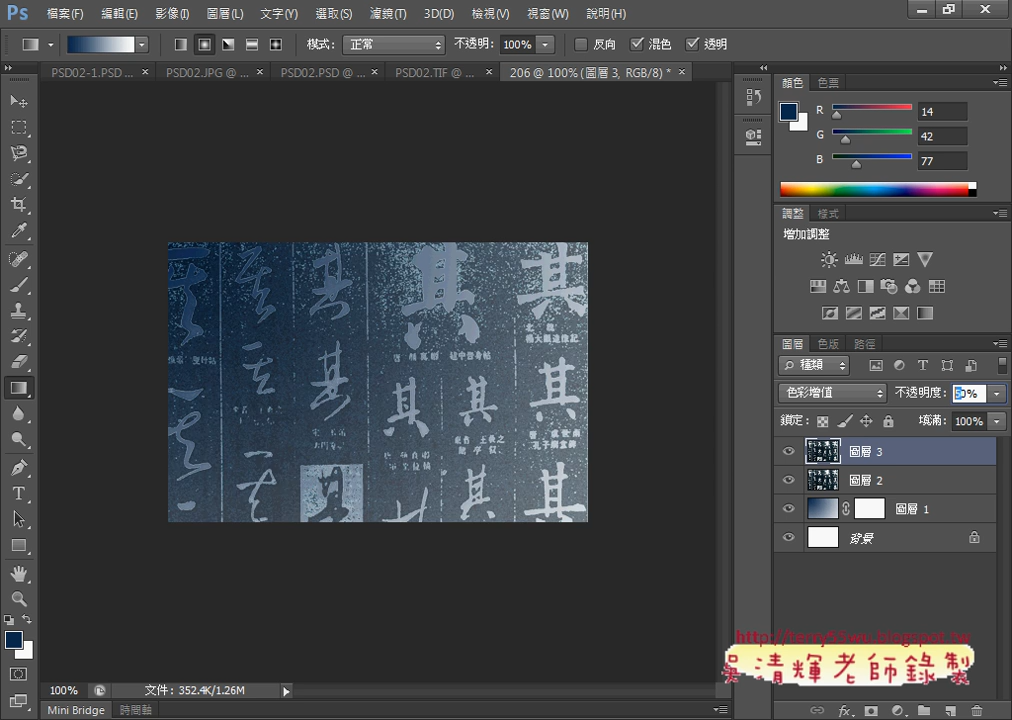 Ps 檔案(F) 編輯(E) 影像(I) 圖層(L) 文字(Y) 選取(S) 濾鏡(T) 3D(D) 檢視(V) 視窗(W) 說明(H)
模式: 正常 不透明: 100% 反向 混色 透明
PSD02-1.PSD ... × PSD02.JPG @ ... × PSD02.PSD @ ... × PSD02.TIF @ ... × 206 @ 100% (圖層 3, RGB/8) * ×
顏色 色票
R 14
G 42
B 77
調整 樣式
增加調整
圖層 色版 路徑
種類
色彩增值 不透明度: 50%
鎖定: 填滿: 100%
圖層 3
圖層 2
圖層 1
背景
其 其
其 其 其
http://terry55wu.blogspot.tw
吳清輝老師錄製
100% 文件: 352.4K/1.26M
Mini Bridge 時間軸